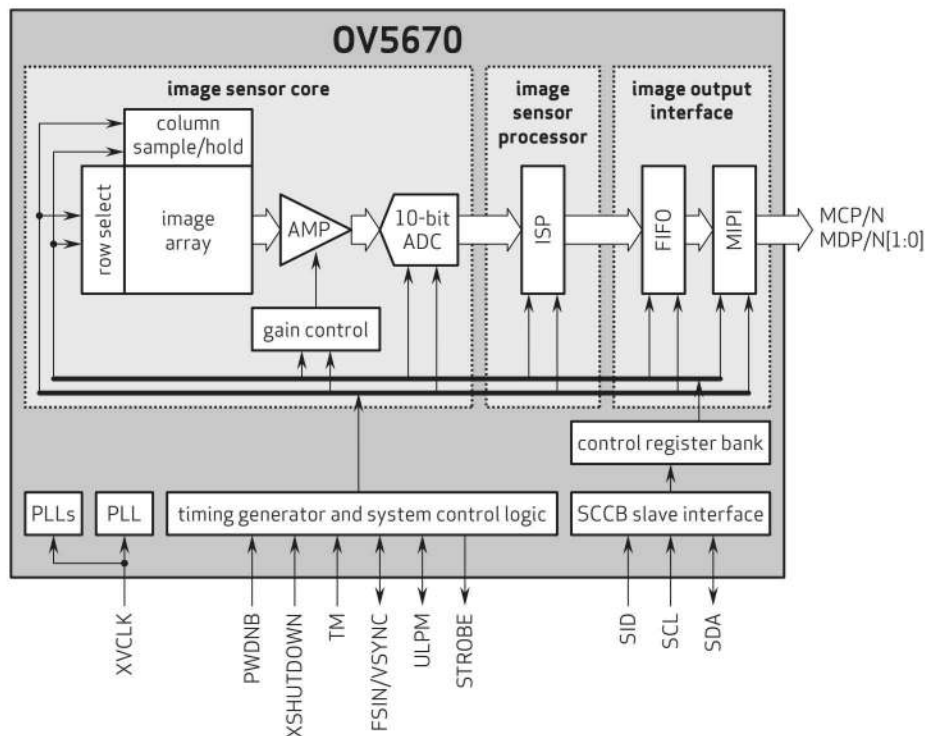 OV5670
image sensor core
image
sensor
processor
image output
interface
column
sample/hold
row select
image
array
AMP
10-bit
ADC
ISP
FIFO
MIPI
MCP/N
MDP/N[1:0]
gain control
control register bank
PLLs
PLL
timing generator and system control logic
SCCB slave interface
XVCLK
PWDNB
XSHUTDOWN
TM
FSIN/VSYNC
ULPM
STROBE
SID
SCL
SDA